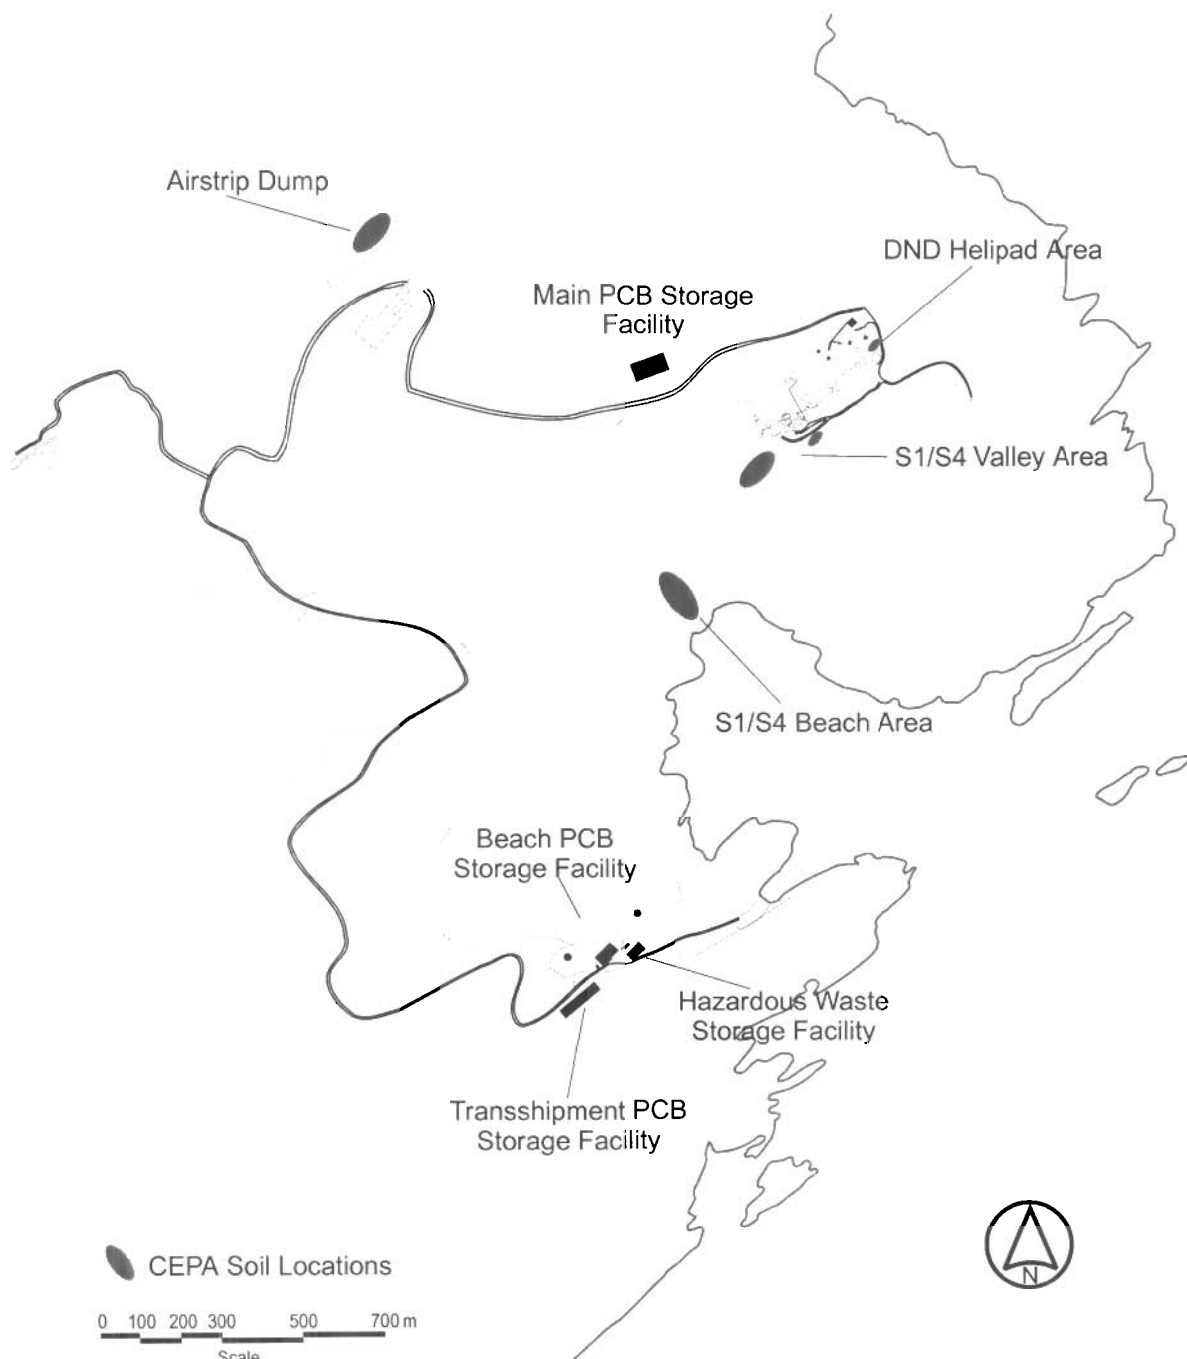 Airstrip Dump
DND Helipad Area
Main PCB Storage
Facility
S1/S4 Valley Area
S1/S4 Beach Area
Beach PCB
Storage Facility
Hazardous Waste
Storage Facility
Transshipment PCB
Storage Facility
N
CEPA Soil Locations
0 100 200 300 500 700 m
Scale